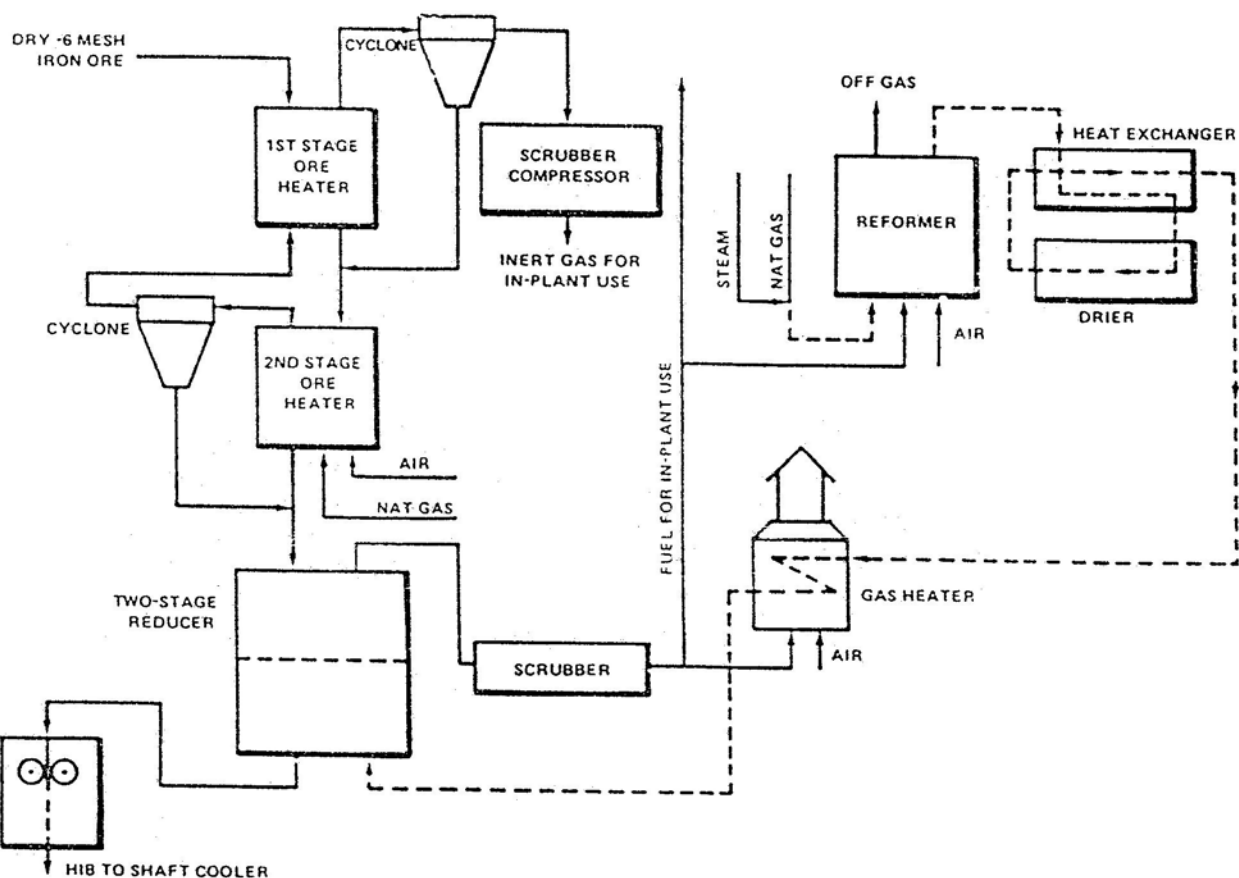 DRY -6 MESH
IRON ORE
CYCLONE
1ST STAGE
ORE
HEATER
SCRUBBER
COMPRESSOR
INERT GAS FOR
IN-PLANT USE
OFF GAS
HEAT EXCHANGER
REFORMER
STEAM
NAT GAS
DRIER
AIR
CYCLONE
2ND STAGE
ORE
HEATER
AIR
NAT GAS
FUEL FOR IN-PLANT USE
TWO-STAGE
REDUCER
GAS HEATER
SCRUBBER
AIR
HIB TO SHAFT COOLER